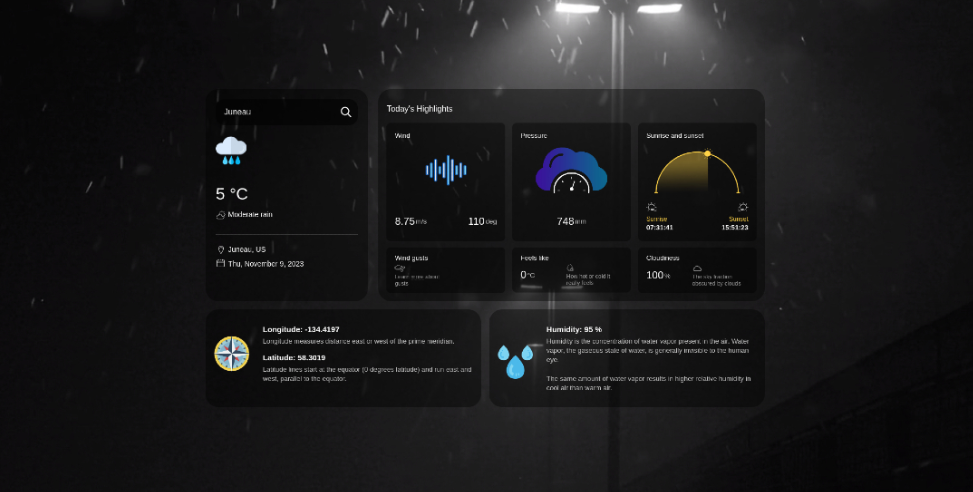 Juneau
5 °C
Moderate rain
Juneau, US
Thu, November 9, 2023
Today's Highlights
Wind
8.75 m/s
110 deg
Pressure
748 arm
Sunrise and sunset
Sunrise
07:31:41
Sunset
15:51:23
Wind gusts
Learn more about
gusts
Feels like
0 °C
How hot or cold it
really feels
Cloudiness
100 %
The sky fraction
obscured by clouds
Longitude: -134.4197
Longitude measures distance east or west of the prime meridian.
Latitude: 58.3019
Latitude lines start at the equator (0 degrees latitude) and run east and
west, parallel to the equator.
Humidity: 95 %
Humidity is the concentration of water vapor present in the air. Water
vapor, the gaseous state of water, is generally invisible to the human
eye.
The same amount of water vapor results in higher relative humidity in
cool air than warm air.